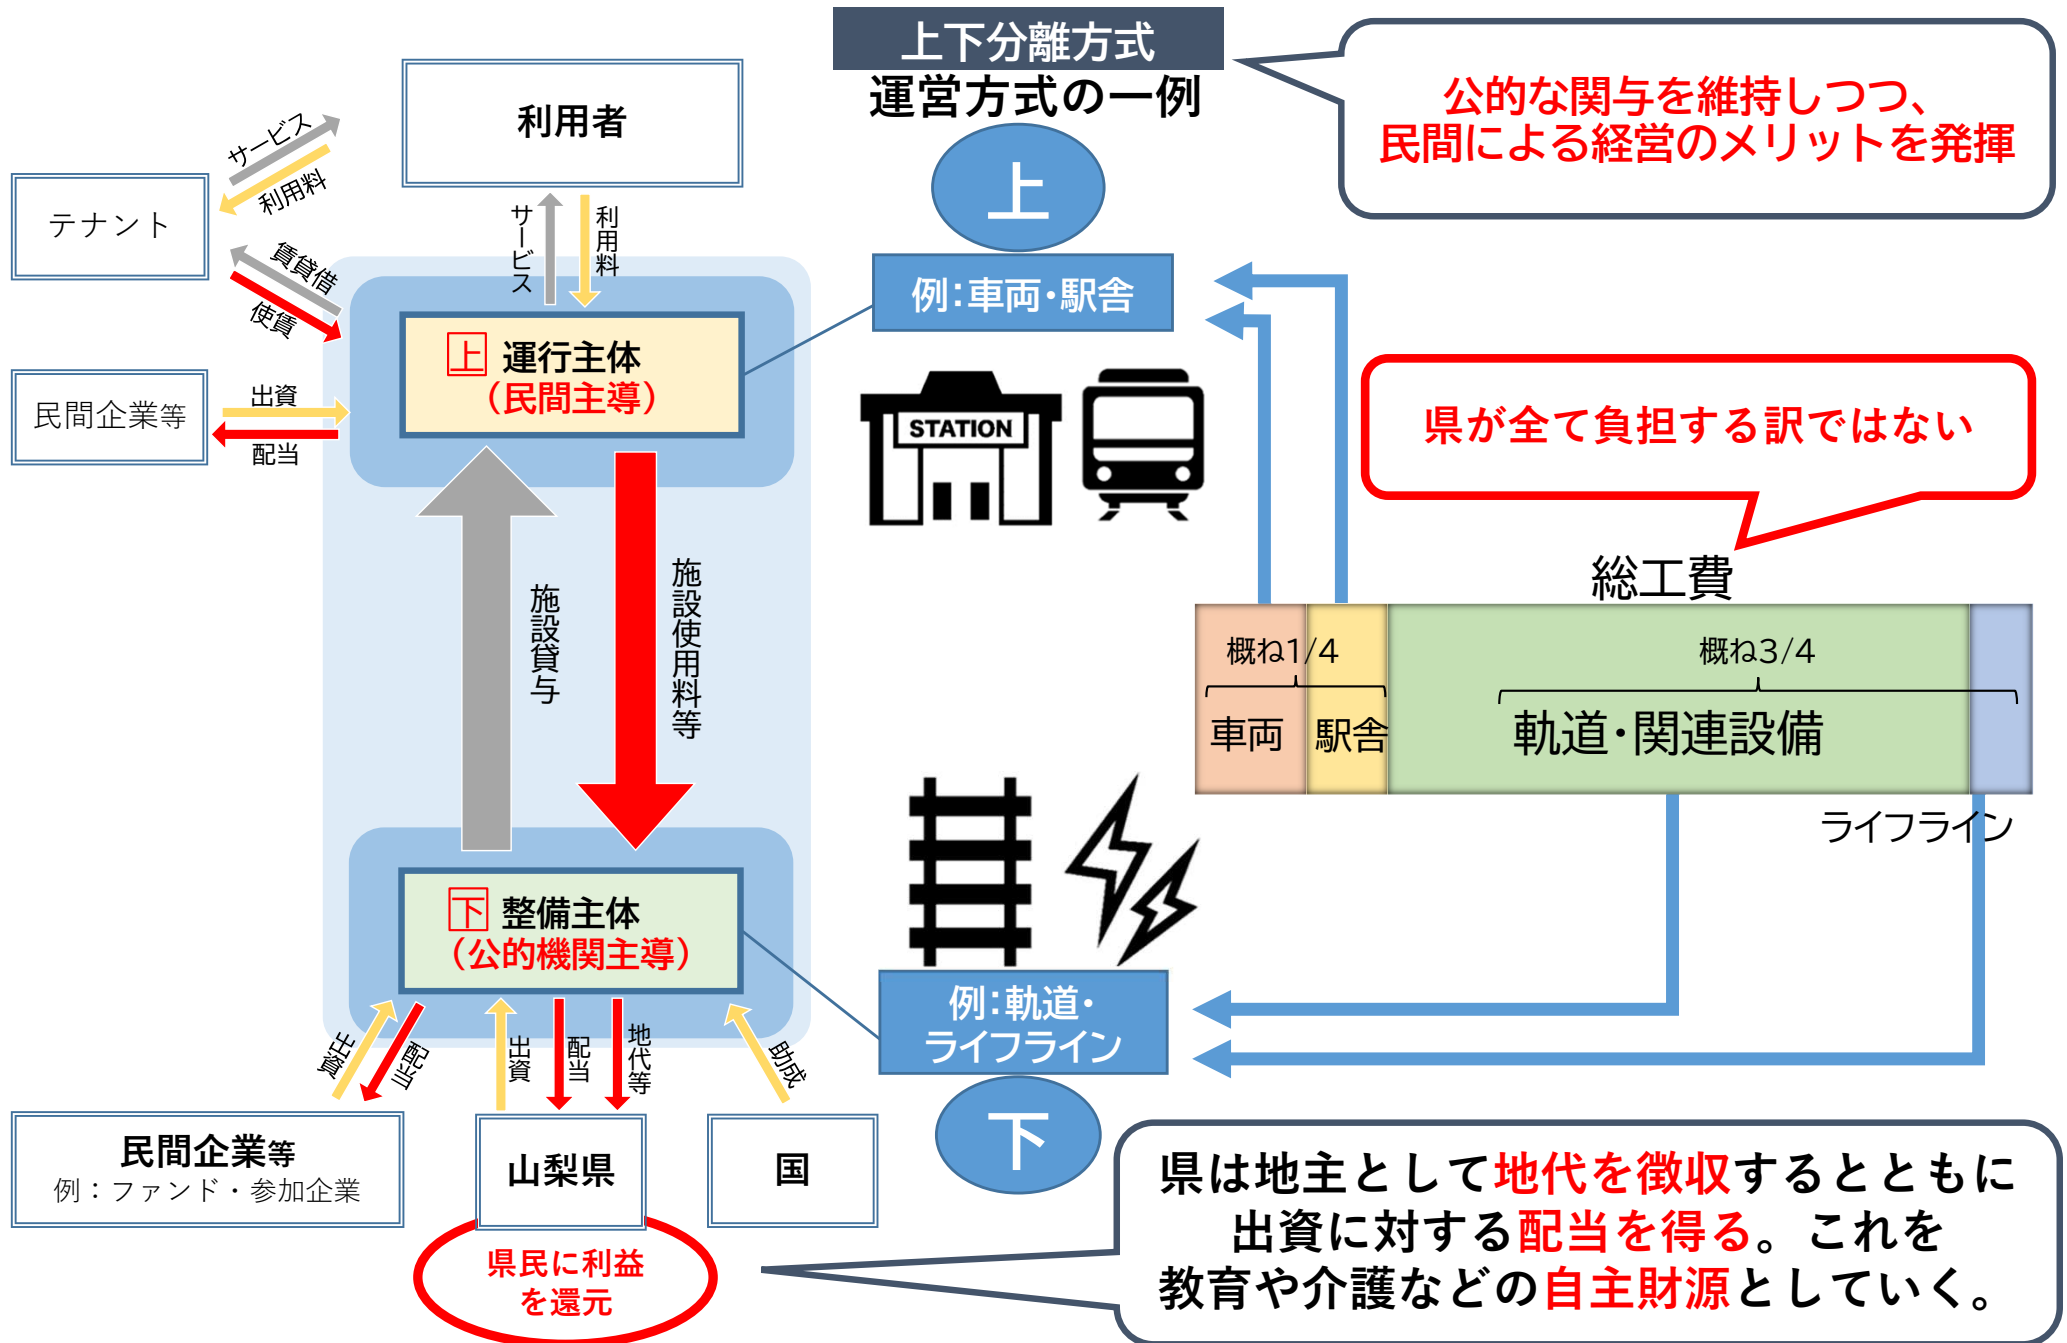 上下分離方式
運営方式の一例
公的な関与を維持しつつ、
民間による経営のメリットを発揮
利用者
サービス
利用料
テナント
賃貸借
使賃
サービス
利用料
上
例：車両・駅舎
上 運行主体
（民間主導）
民間企業等
出資
配当
STATION
県が全て負担する訳ではない
総工費
概ね1/4
概ね3/4
車両
駅舎
軌道・関連設備
ライフライン
施設貸与
施設使用料等
下 整備主体
（公的機関主導）
例：軌道・
ライフライン
下
出資
配当
出資
配当
地代等
助成
民間企業等
例：ファンド・参加企業
山梨県
国
県民に利益
を還元
県は地主として地代を徴収するとともに
出資に対する配当を得る。これを
教育や介護などの自主財源としていく。